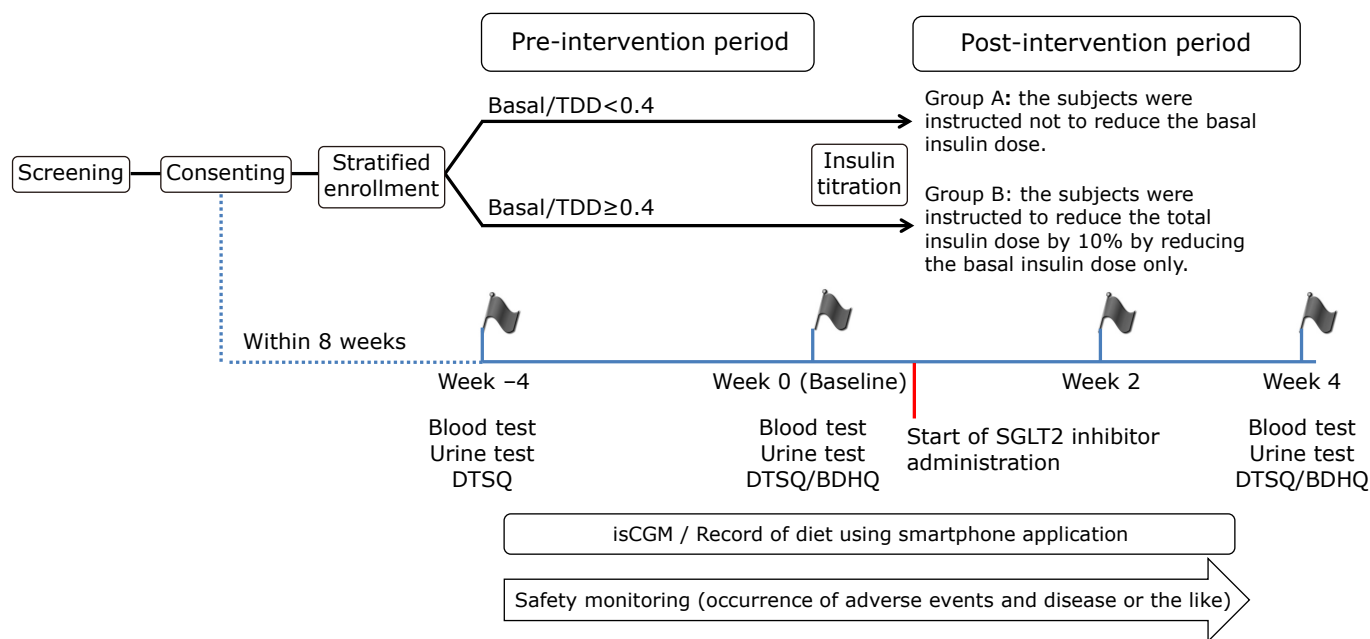 Pre-intervention period
Post-intervention period
Basal/TDD<0.4
Group A: the subjects were
instructed not to reduce the basal
insulin dose.
Screening
Consenting
Stratified
enrollment
Insulin
titration
Basal/TDD≥0.4
Group B: the subjects were
instructed to reduce the total
insulin dose by 10% by reducing
the basal insulin dose only.
Within 8 weeks
Week –4
Week 0 (Baseline)
Week 2
Week 4
Blood test
Urine test
DTSQ
Blood test
Urine test
DTSQ/BDHQ
Start of SGLT2 inhibitor
administration
Blood test
Urine test
DTSQ/BDHQ
isCGM / Record of diet using smartphone application
Safety monitoring (occurrence of adverse events and disease or the like)